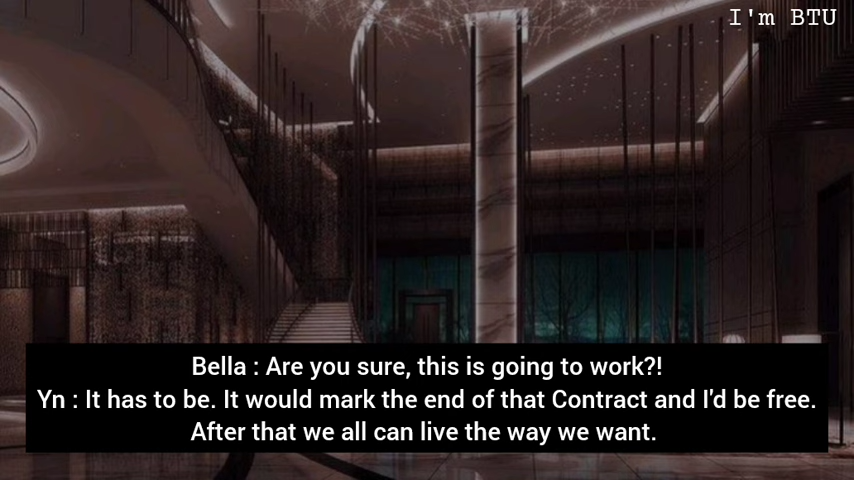 I'm BTU
Bella : Are you sure, this is going to work?!
Yn : It has to be. It would mark the end of that Contract and I'd be free.
After that we all can live the way we want.